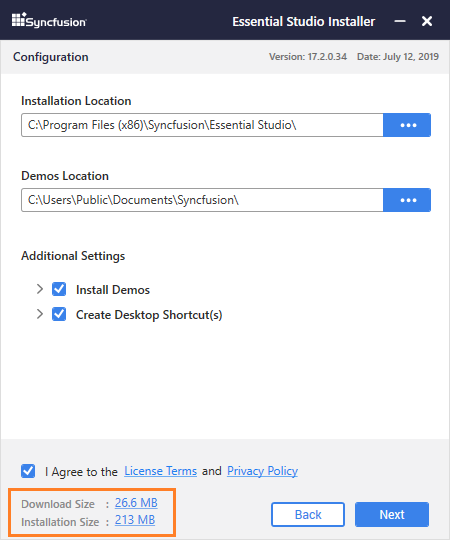 Syncfusion Essential Studio Installer
Configuration Version: 17.2.0.34 Date: July 12, 2019
Installation Location
C:\Program Files (x86)\Syncfusion\Essential Studio\
Demos Location
C:\Users\Public\Documents\Syncfusion\
Additional Settings
Install Demos
Create Desktop Shortcut(s)
I Agree to the License Terms and Privacy Policy
Download Size : 26.6 MB
Installation Size : 213 MB
Back Next